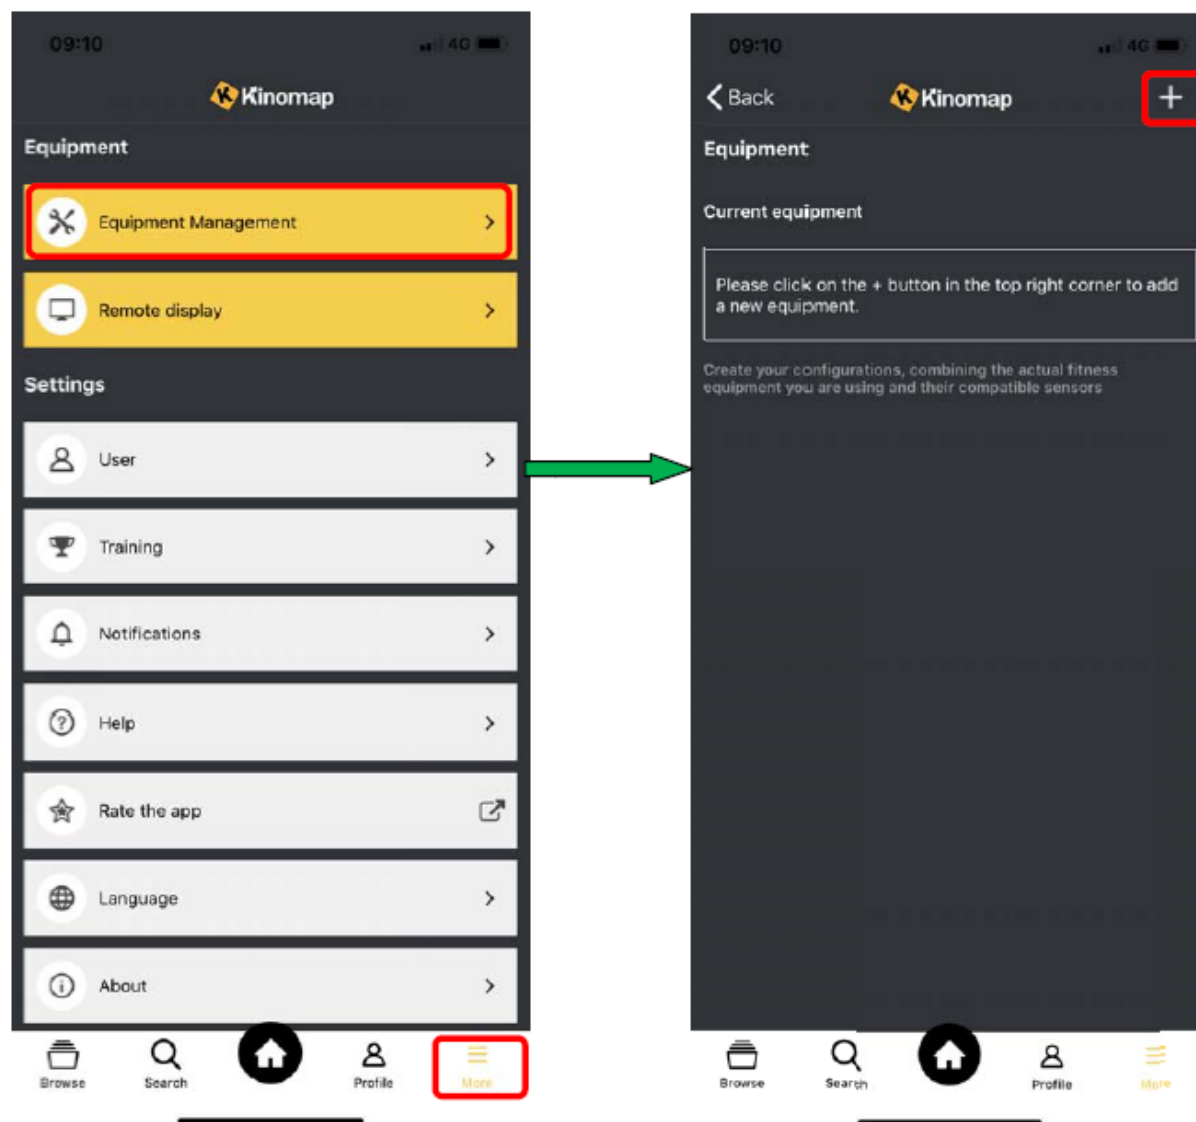 09:10
4G
Kinomap
Equipment
Equipment Management
Remote display
Settings
User
Training
Notifications
Help
Rate the app
Language
About
Browse
Search
Profile
More
09:10
4G
Back
Kinomap
+
Equipment
Current equipment
Please click on the + button in the top right corner to add
a new equipment.
Create your configurations, combining the actual fitness
equipment you are using and their compatible sensors
Browse
Search
Profile
More